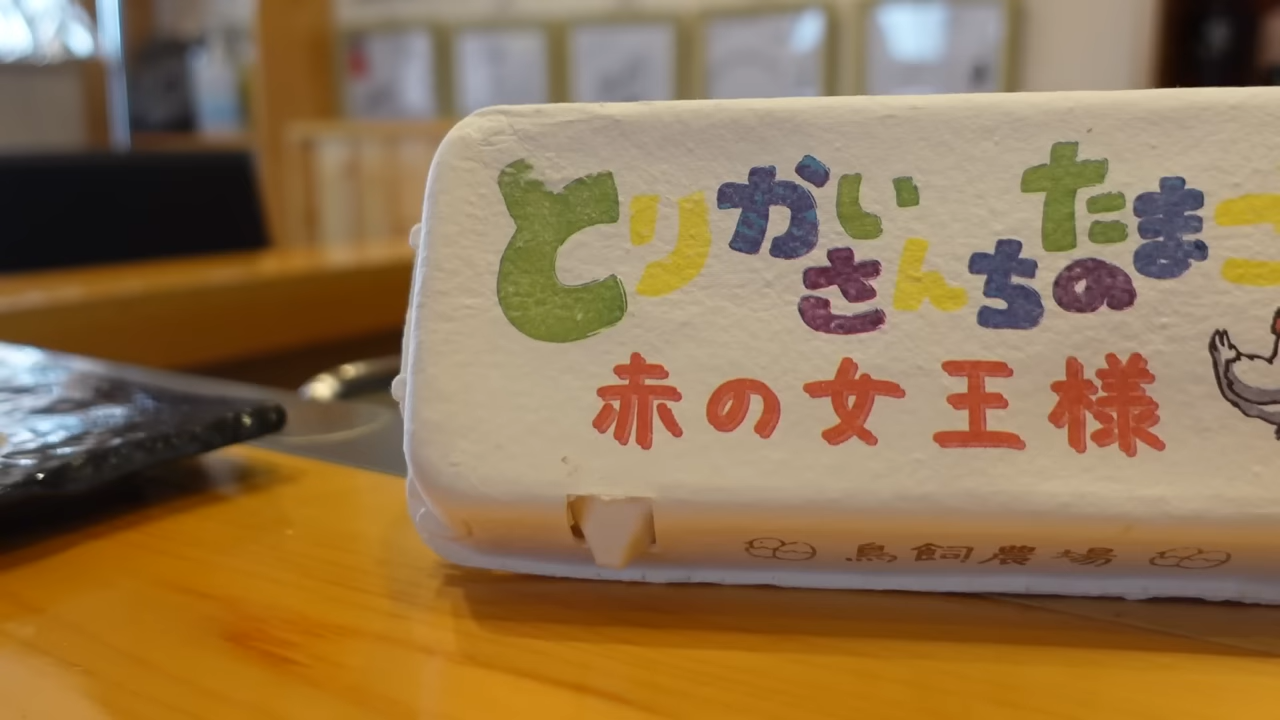 とりかい たまご
さんちの
赤の女王様
鳥飼農場